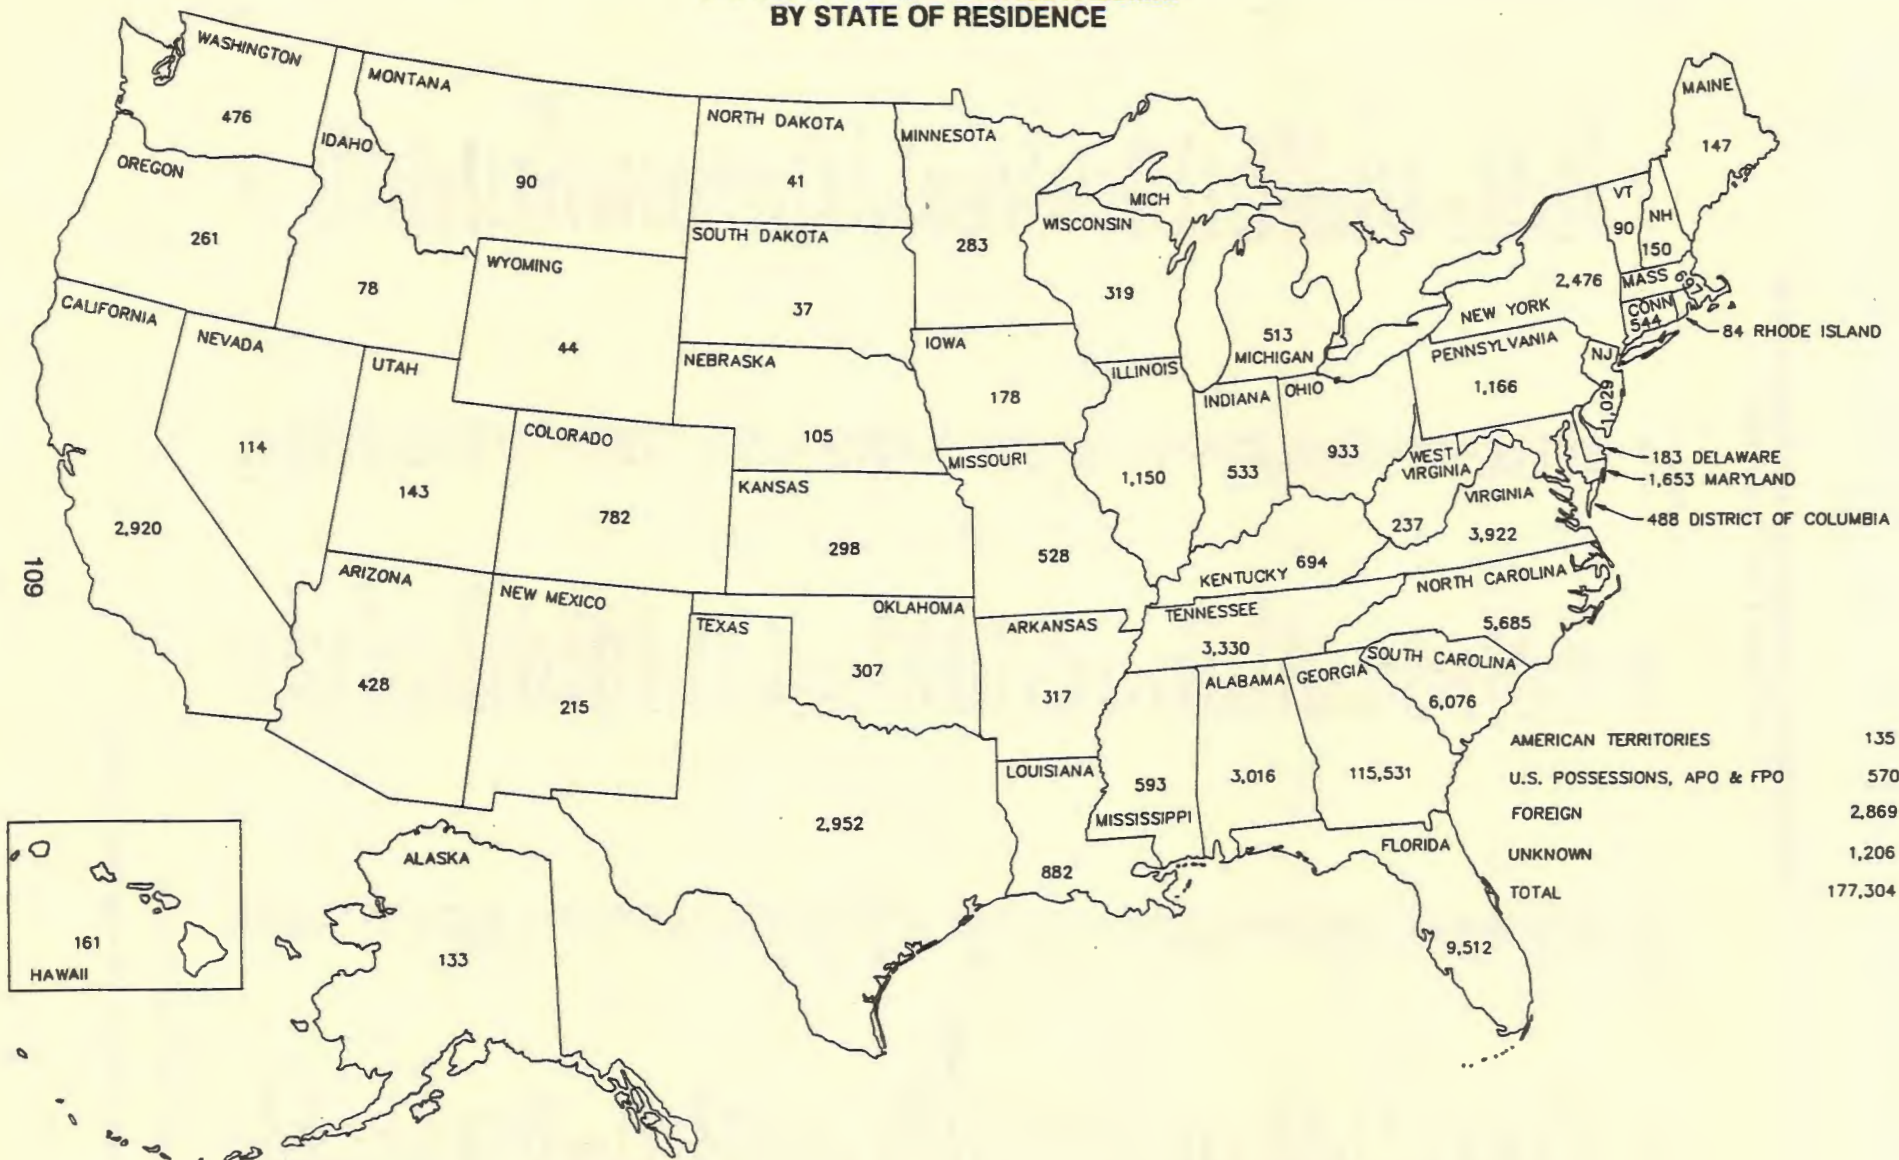 BY STATE OF RESIDENCE
WASHINGTON
476
OREGON
261
IDAHO
78
MONTANA
90
WYOMING
44
CALIFORNIA
2,920
NEVADA
114
UTAH
143
COLORADO
782
ARIZONA
428
NEW MEXICO
215
NORTH DAKOTA
41
SOUTH DAKOTA
37
NEBRASKA
105
KANSAS
298
OKLAHOMA
307
TEXAS
2,952
MINNESOTA
283
IOWA
178
MISSOURI
528
ARKANSAS
317
LOUISIANA
882
WISCONSIN
319
MICH
513
MICHIGAN
ILLINOIS
1,150
INDIANA
533
OHIO
933
KENTUCKY 694
TENNESSEE
3,330
593
MISSISSIPPI
ALABAMA
3,016
GEORGIA
115,531
FLORIDA
9,512
SOUTH CAROLINA
6,076
NORTH CAROLINA
5,685
VIRGINIA
3,922
WEST
VIRGINIA
237
PENNSYLVANIA
1,166
2,476
NEW YORK
NJ
1,029
MAINE
147
VT
90
NH
150
MASS 697
CONN
544
84 RHODE ISLAND
183 DELAWARE
1,653 MARYLAND
488 DISTRICT OF COLUMBIA
ALASKA
133
161
HAWAII
AMERICAN TERRITORIES 135
U.S. POSSESSIONS, APO & FPO 570
FOREIGN 2,869
UNKNOWN 1,206
TOTAL 177,304
109